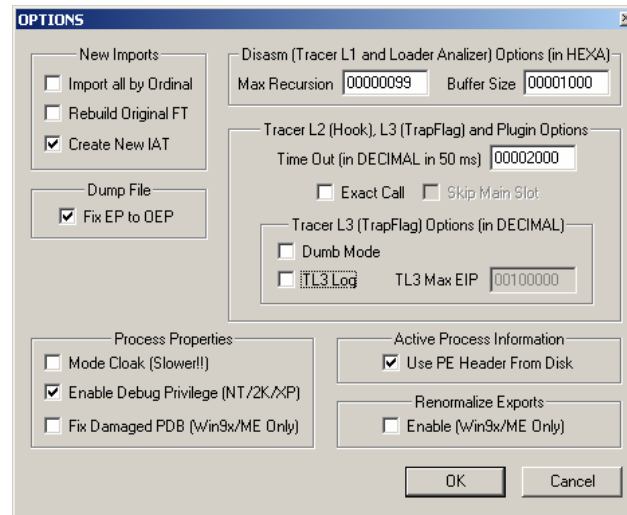 OPTIONS
New Imports
Import all by Ordinal
Rebuild Original FT
Create New IAT
Dump File
Fix EP to OEP
Disasm (Tracer L1 and Loader Analizer) Options (in HEXA)
Max Recursion 00000099 Buffer Size 00001000
Tracer L2 (Hook), L3 (TrapFlag) and Plugin Options
Time Out (in DECIMAL in 50 ms) 00002000
Exact Call Skip Main Slot
Tracer L3 (TrapFlag) Options (in DECIMAL)
Dumb Mode
TL3 Log TL3 Max EIP 00100000
Process Properties
Mode Cloak (Slower!!)
Enable Debug Privilege (NT/2K/XP)
Fix Damaged PDB (Win9x/ME Only)
Active Process Information
Use PE Header From Disk
Renormalize Exports
Enable (Win9x/ME Only)
OK Cancel